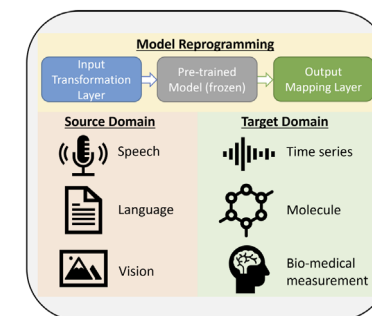 Model Reprogramming
Input
Transformation
Layer
Pre-trained
Model (frozen)
Output
Mapping Layer
Source Domain
Target Domain
Speech
Time series
Language
Molecule
Vision
Bio-medical
measurement